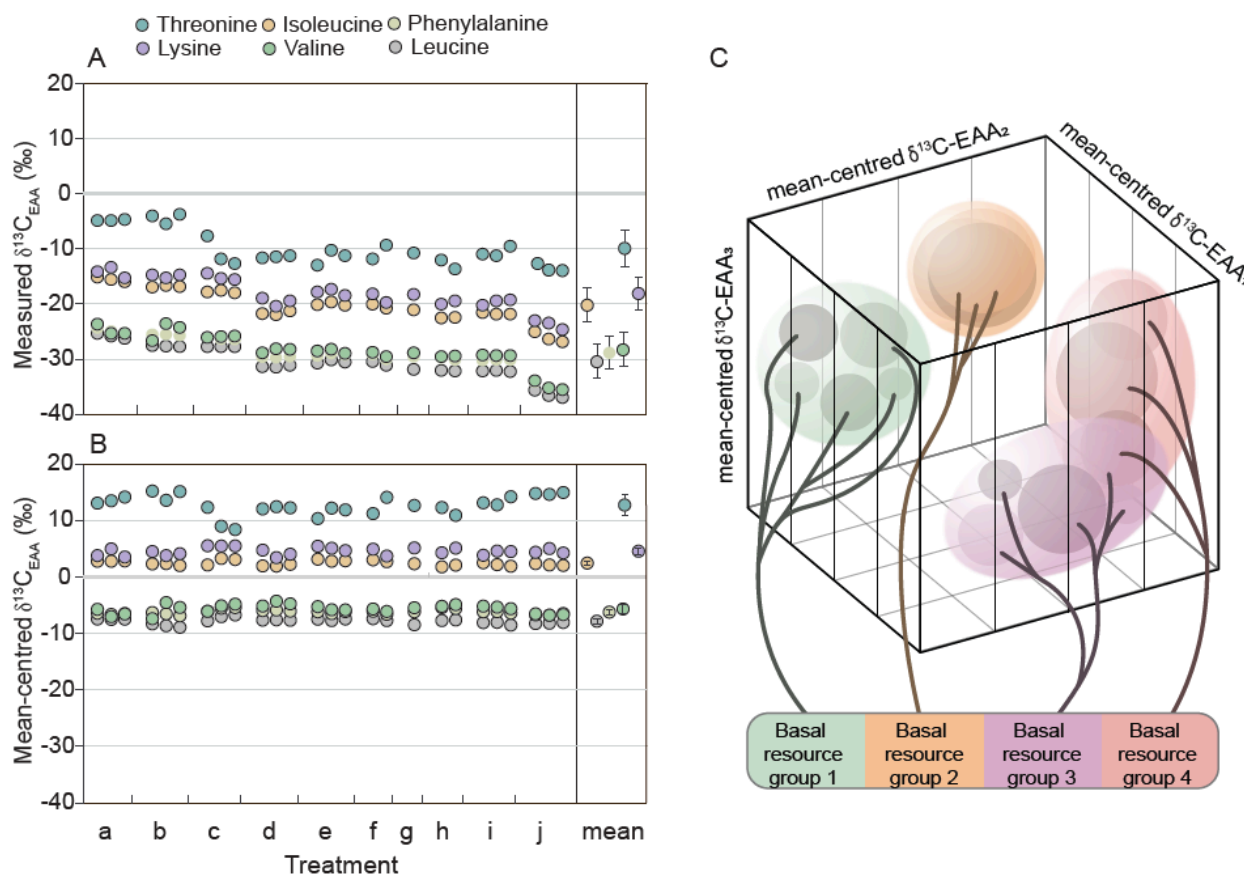 Threonine Isoleucine Phenylalanine
Lysine Valine Leucine
A
Measured δ¹³C_EAA (‰)
20
10
0
-10
-20
-30
-40
B
Mean-centred δ¹³C_EAA (‰)
20
10
0
-10
-20
-30
-40
a b c d e f g h i j mean
Treatment
C
mean-centred δ¹³C-EAA₂
mean-centred δ¹³C-EAA₁
mean-centred δ¹³C-EAA₃
Basal
resource
group 1
Basal
resource
group 2
Basal
resource
group 3
Basal
resource
group 4